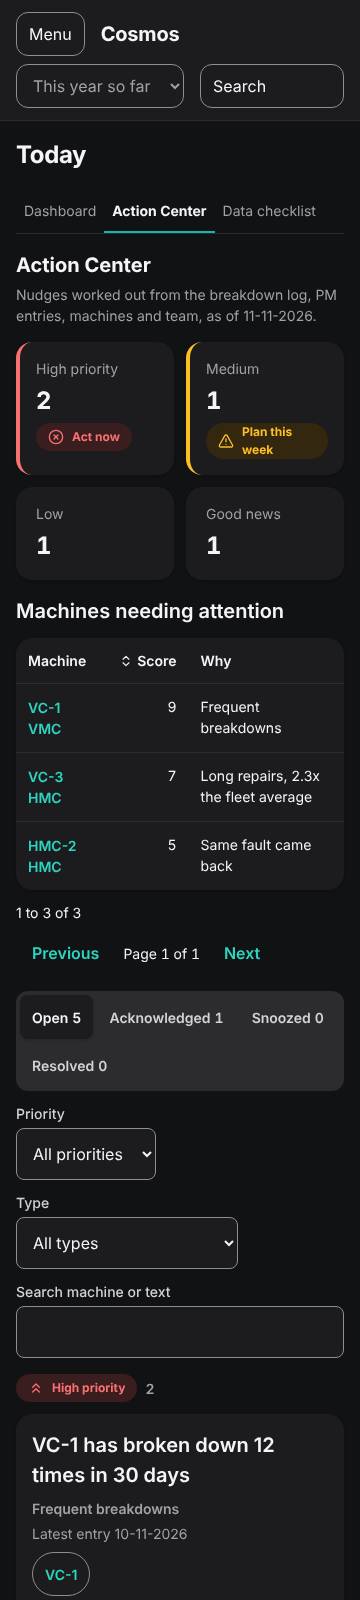 Menu
Cosmos
This year so far
Search
Today
Dashboard
Action Center
Data checklist
Action Center
Nudges worked out from the breakdown log, PM
entries, machines and team, as of 11-11-2026.
High priority
2
Act now
Medium
1
Plan this
week
Low
1
Good news
1
Machines needing attention
Machine
Score
Why
VC-1
VMC
9
Frequent
breakdowns
VC-3
HMC
7
Long repairs, 2.3x
the fleet average
HMC-2
HMC
5
Same fault came
back
1 to 3 of 3
Previous
Page 1 of 1
Next
Open 5
Acknowledged 1
Snoozed 0
Resolved 0
Priority
All priorities
Type
All types
Search machine or text
High priority
2
VC-1 has broken down 12
times in 30 days
Frequent breakdowns
Latest entry 10-11-2026
VC-1